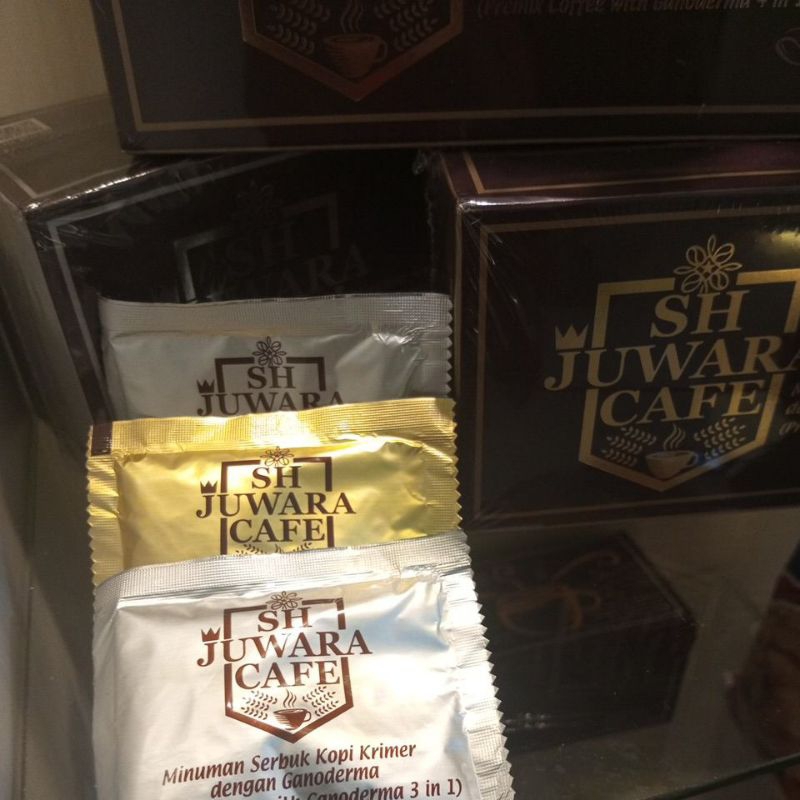 (Premix Coffee with Ganoderma 4 in
SH
JUWARA
SH
JUWARA
CAFE
SH
JUWARA
SH
JUWARA
CAFE
SH
JUWARA
CAFE
Minuman Serbuk Kopi Krimer
dengan Ganoderma
with Ganoderma 3 in 1)